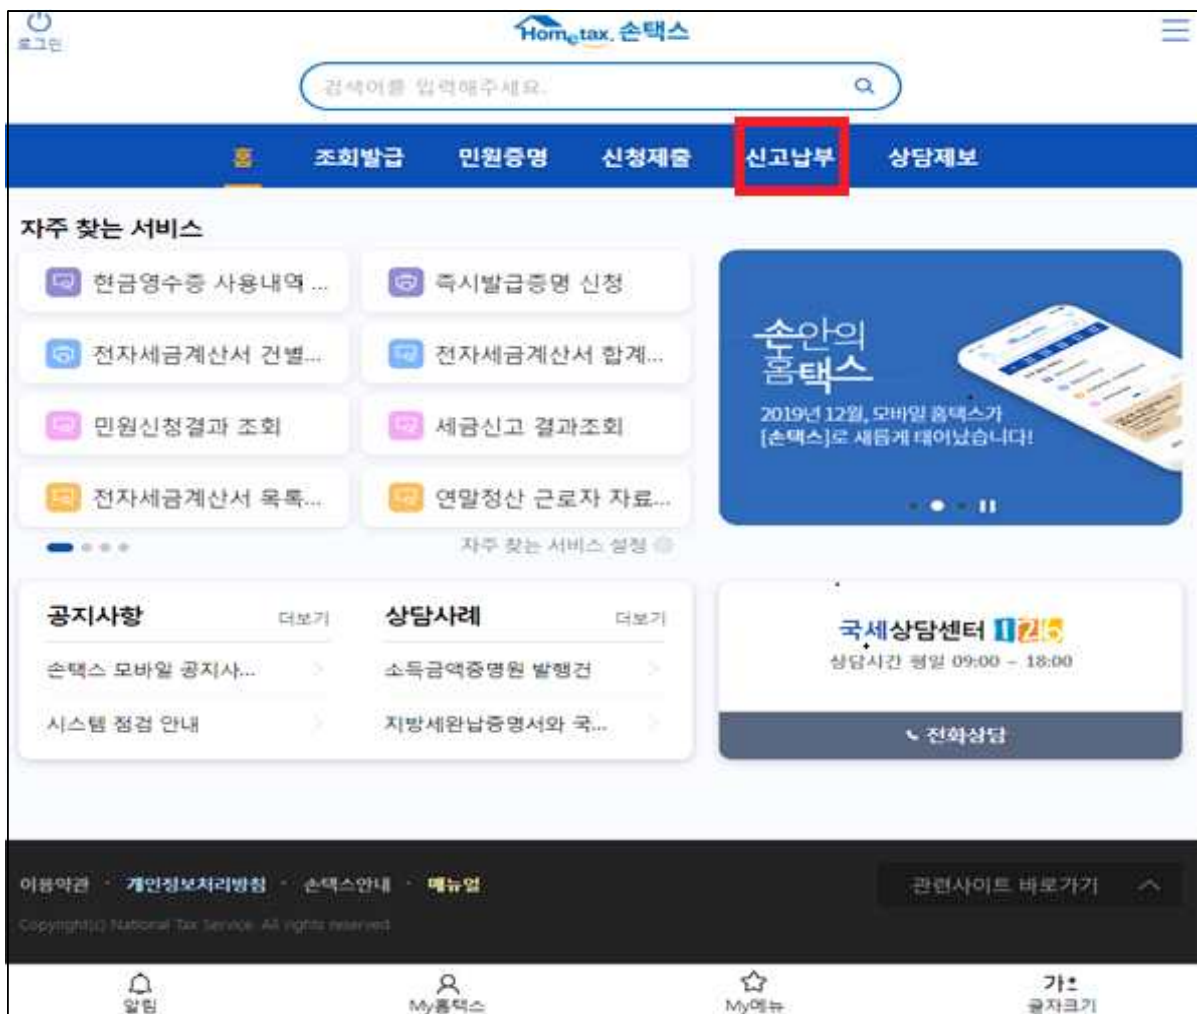 로그인
Hometax. 손택스
검색어를 입력해주세요.
홈 조회발급 민원증명 신청제출 신고납부 상담제보
자주 찾는 서비스
현금영수증 사용내역 ...
즉시발급증명 신청
전자세금계산서 건별...
전자세금계산서 합계...
민원신청결과 조회
세금신고 결과조회
전자세금계산서 목록...
연말정산 근로자 자료...
자주 찾는 서비스 설정
손안의
홈택스
2019년 12월, 모바일 홈택스가
[손택스]로 새롭게 태어났습니다!
공지사항 더보기
손택스 모바일 공지사...
시스템 점검 안내
상담사례 더보기
소득금액증명원 발행건
지방세완납증명서와 국...
국세상담센터 126
상담시간 평일 09:00 ~ 18:00
전화상담
이용약관 · 개인정보처리방침 · 손택스안내 · 매뉴얼
관련사이트 바로가기
Copyright(c) National Tax Service. All rights reserved.
알림
My홈택스
My메뉴
가±
글자크기